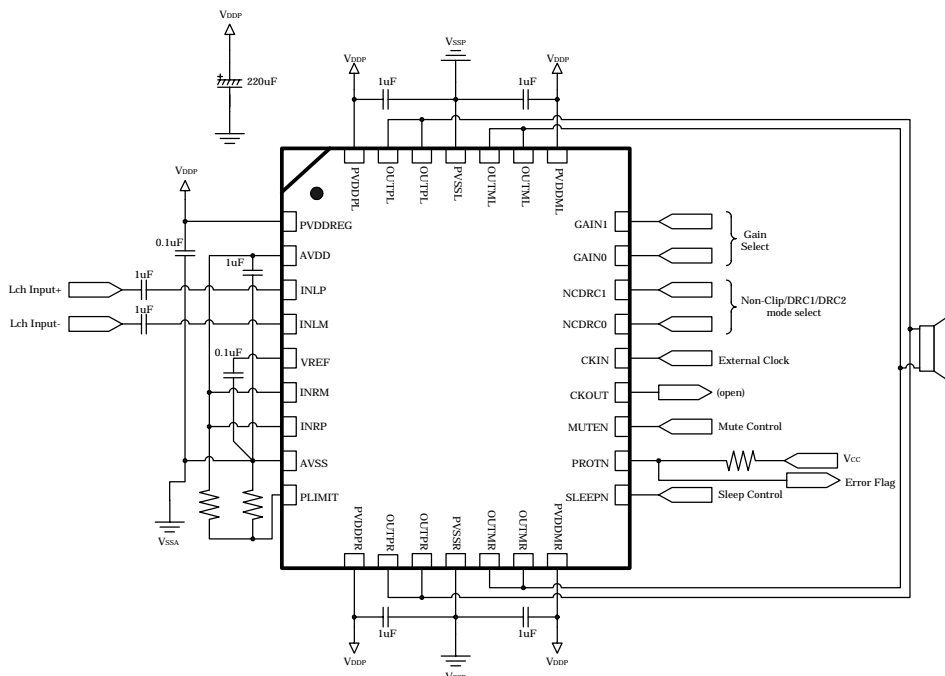 VDDP
220uF
VSSP
VDDP
VDDP
1uF
1uF
PVDDPL
OUTPL
OUTPL
PVSSL
OUTML
OUTML
PVDDML
VDDP
0.1uF
1uF
Lch Input+
1uF
Lch Input-
1uF
0.1uF
VSSA
PVDDREG
AVDD
INLP
INLM
VREF
INRM
INRP
AVSS
PLIMIT
GAIN1
GAIN0
NCDRC1
NCDRC0
CKIN
CKOUT
MUTEN
PROTN
SLEEPN
Gain
Select
Non-Clip/DRC1/DRC2
mode select
External Clock
(open)
Mute Control
VCC
Error Flag
Sleep Control
PVDDPR
OUTPR
OUTPR
PVSSR
OUTMR
OUTMR
PVDDMR
1uF
1uF
VDDP
VDDP